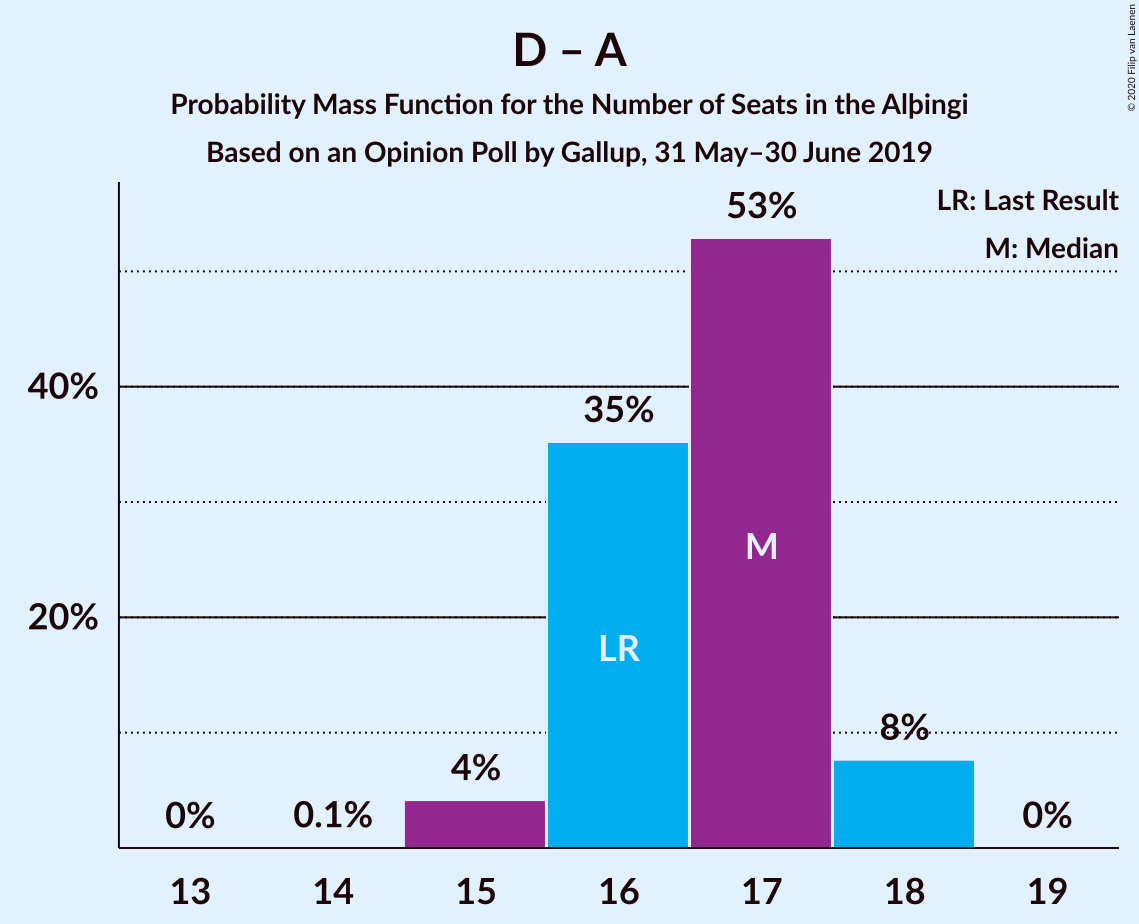 D – A
Probability Mass Function for the Number of Seats in the Alþingi
Based on an Opinion Poll by Gallup, 31 May–30 June 2019
© 2020 Filip van Laenen
LR: Last Result
M: Median
53%
40%
35%
M
20%
LR
8%
4%
0%
0.1%
0%
13
14
15
16
17
18
19